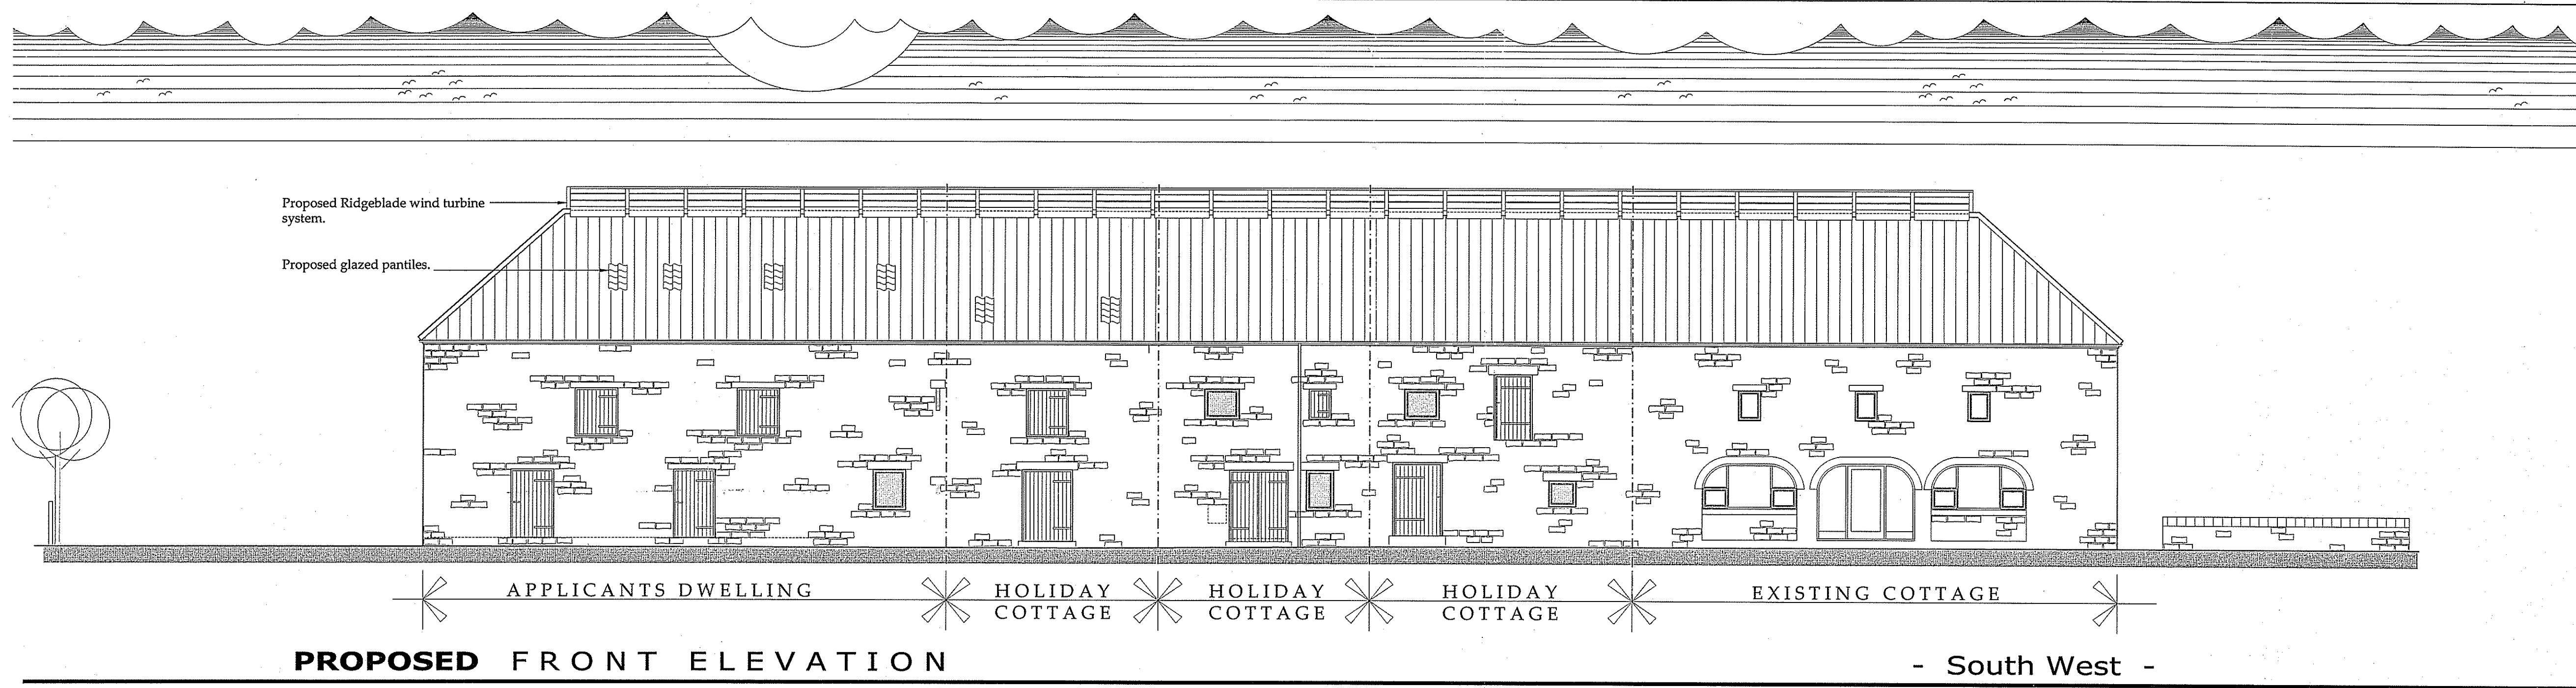 Proposed Ridgeblade wind turbine
system.
Proposed glazed pantiles.
APPLICANTS DWELLING
HOLIDAY
COTTAGE
HOLIDAY
COTTAGE
HOLIDAY
COTTAGE
EXISTING COTTAGE
PROPOSED FRONT ELEVATION
- South West -